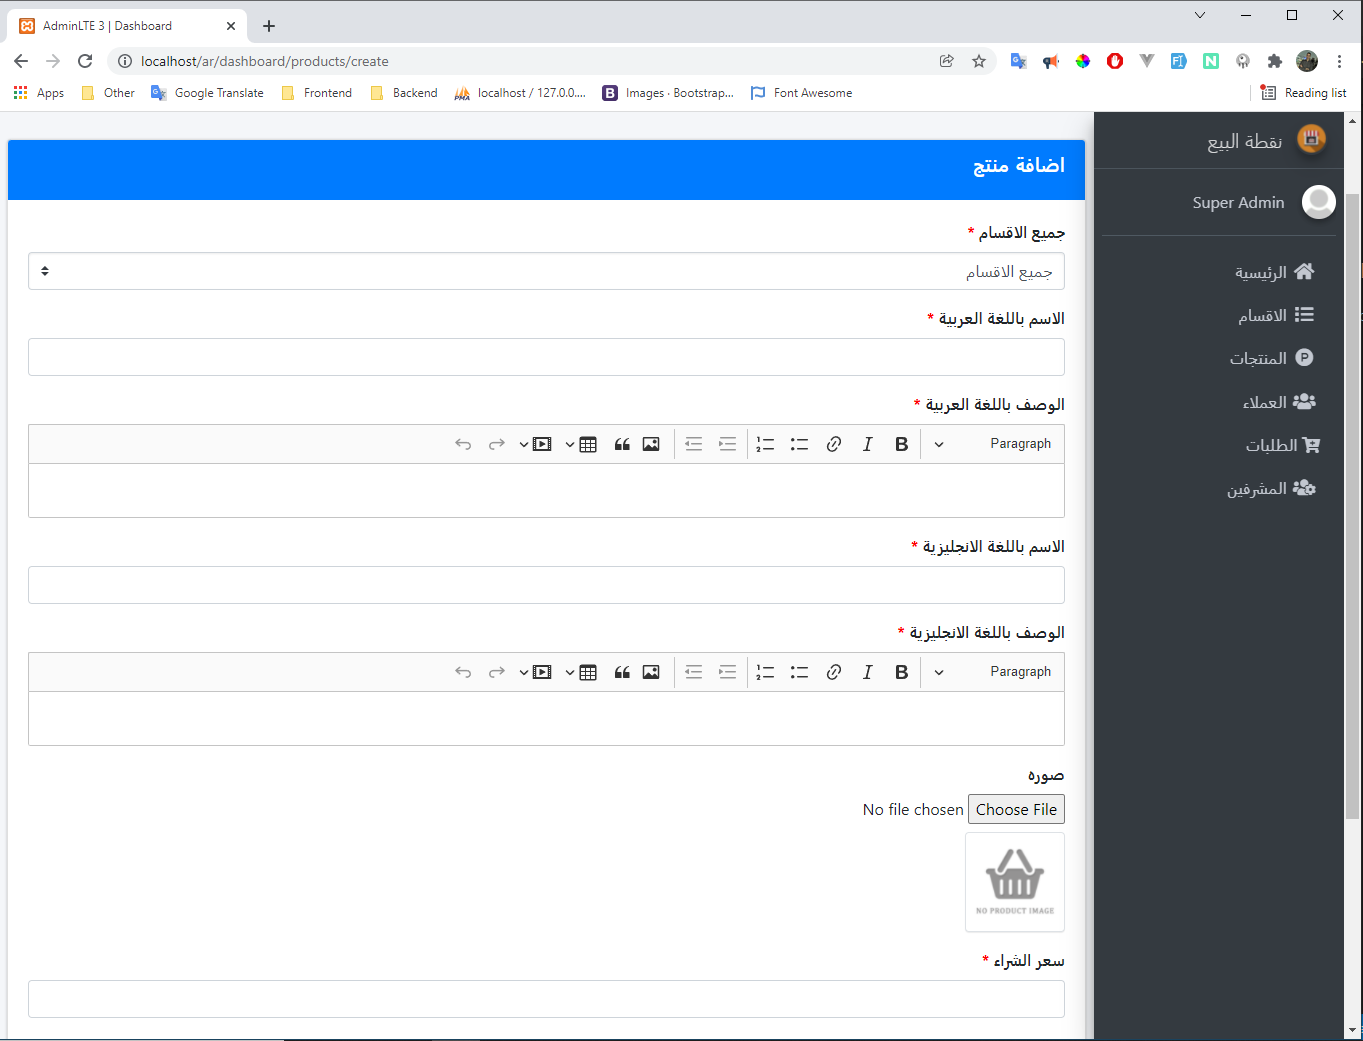 AdminLTE 3 | Dashboard
localhost/ar/dashboard/products/create
Apps
Other
Google Translate
Frontend
Backend
localhost / 127.0.0....
Images · Bootstrap...
Font Awesome
Reading list
نقطة البيع
Super Admin
الرئيسية
الاقسام
المنتجات
العملاء
الطلبات
المشرفين
اضافة منتج
جميع الاقسام *
جميع الاقسام
الاسم باللغة العربية *
الوصف باللغة العربية *
Paragraph
الاسم باللغة الانجليزية *
الوصف باللغة الانجليزية *
Paragraph
صوره
Choose File No file chosen
NO PRODUCT IMAGE
سعر الشراء *